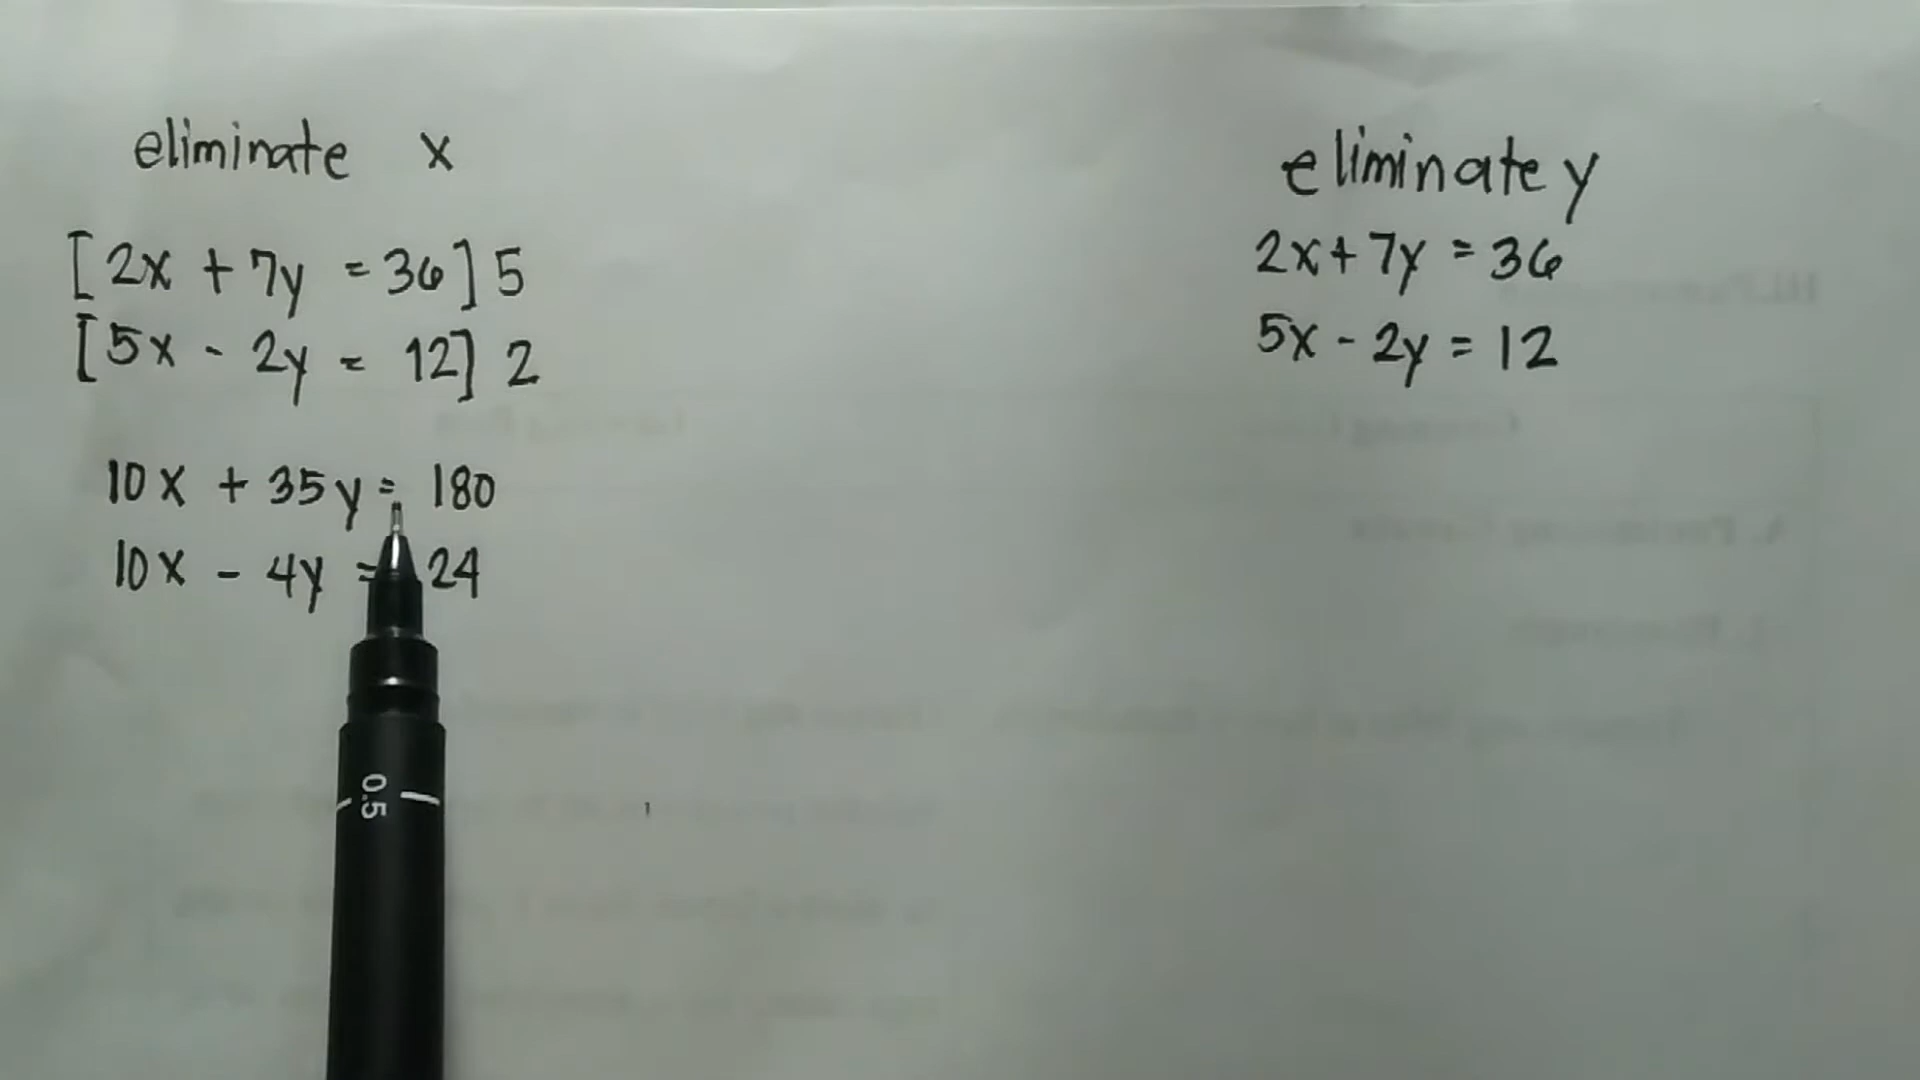 eliminate x
[2x + 7y = 36] 5
[5x - 2y = 12] 2
10x + 35y = 180
10x - 4y = 24
0.5
eliminate y
2x + 7y = 36
5x - 2y = 12